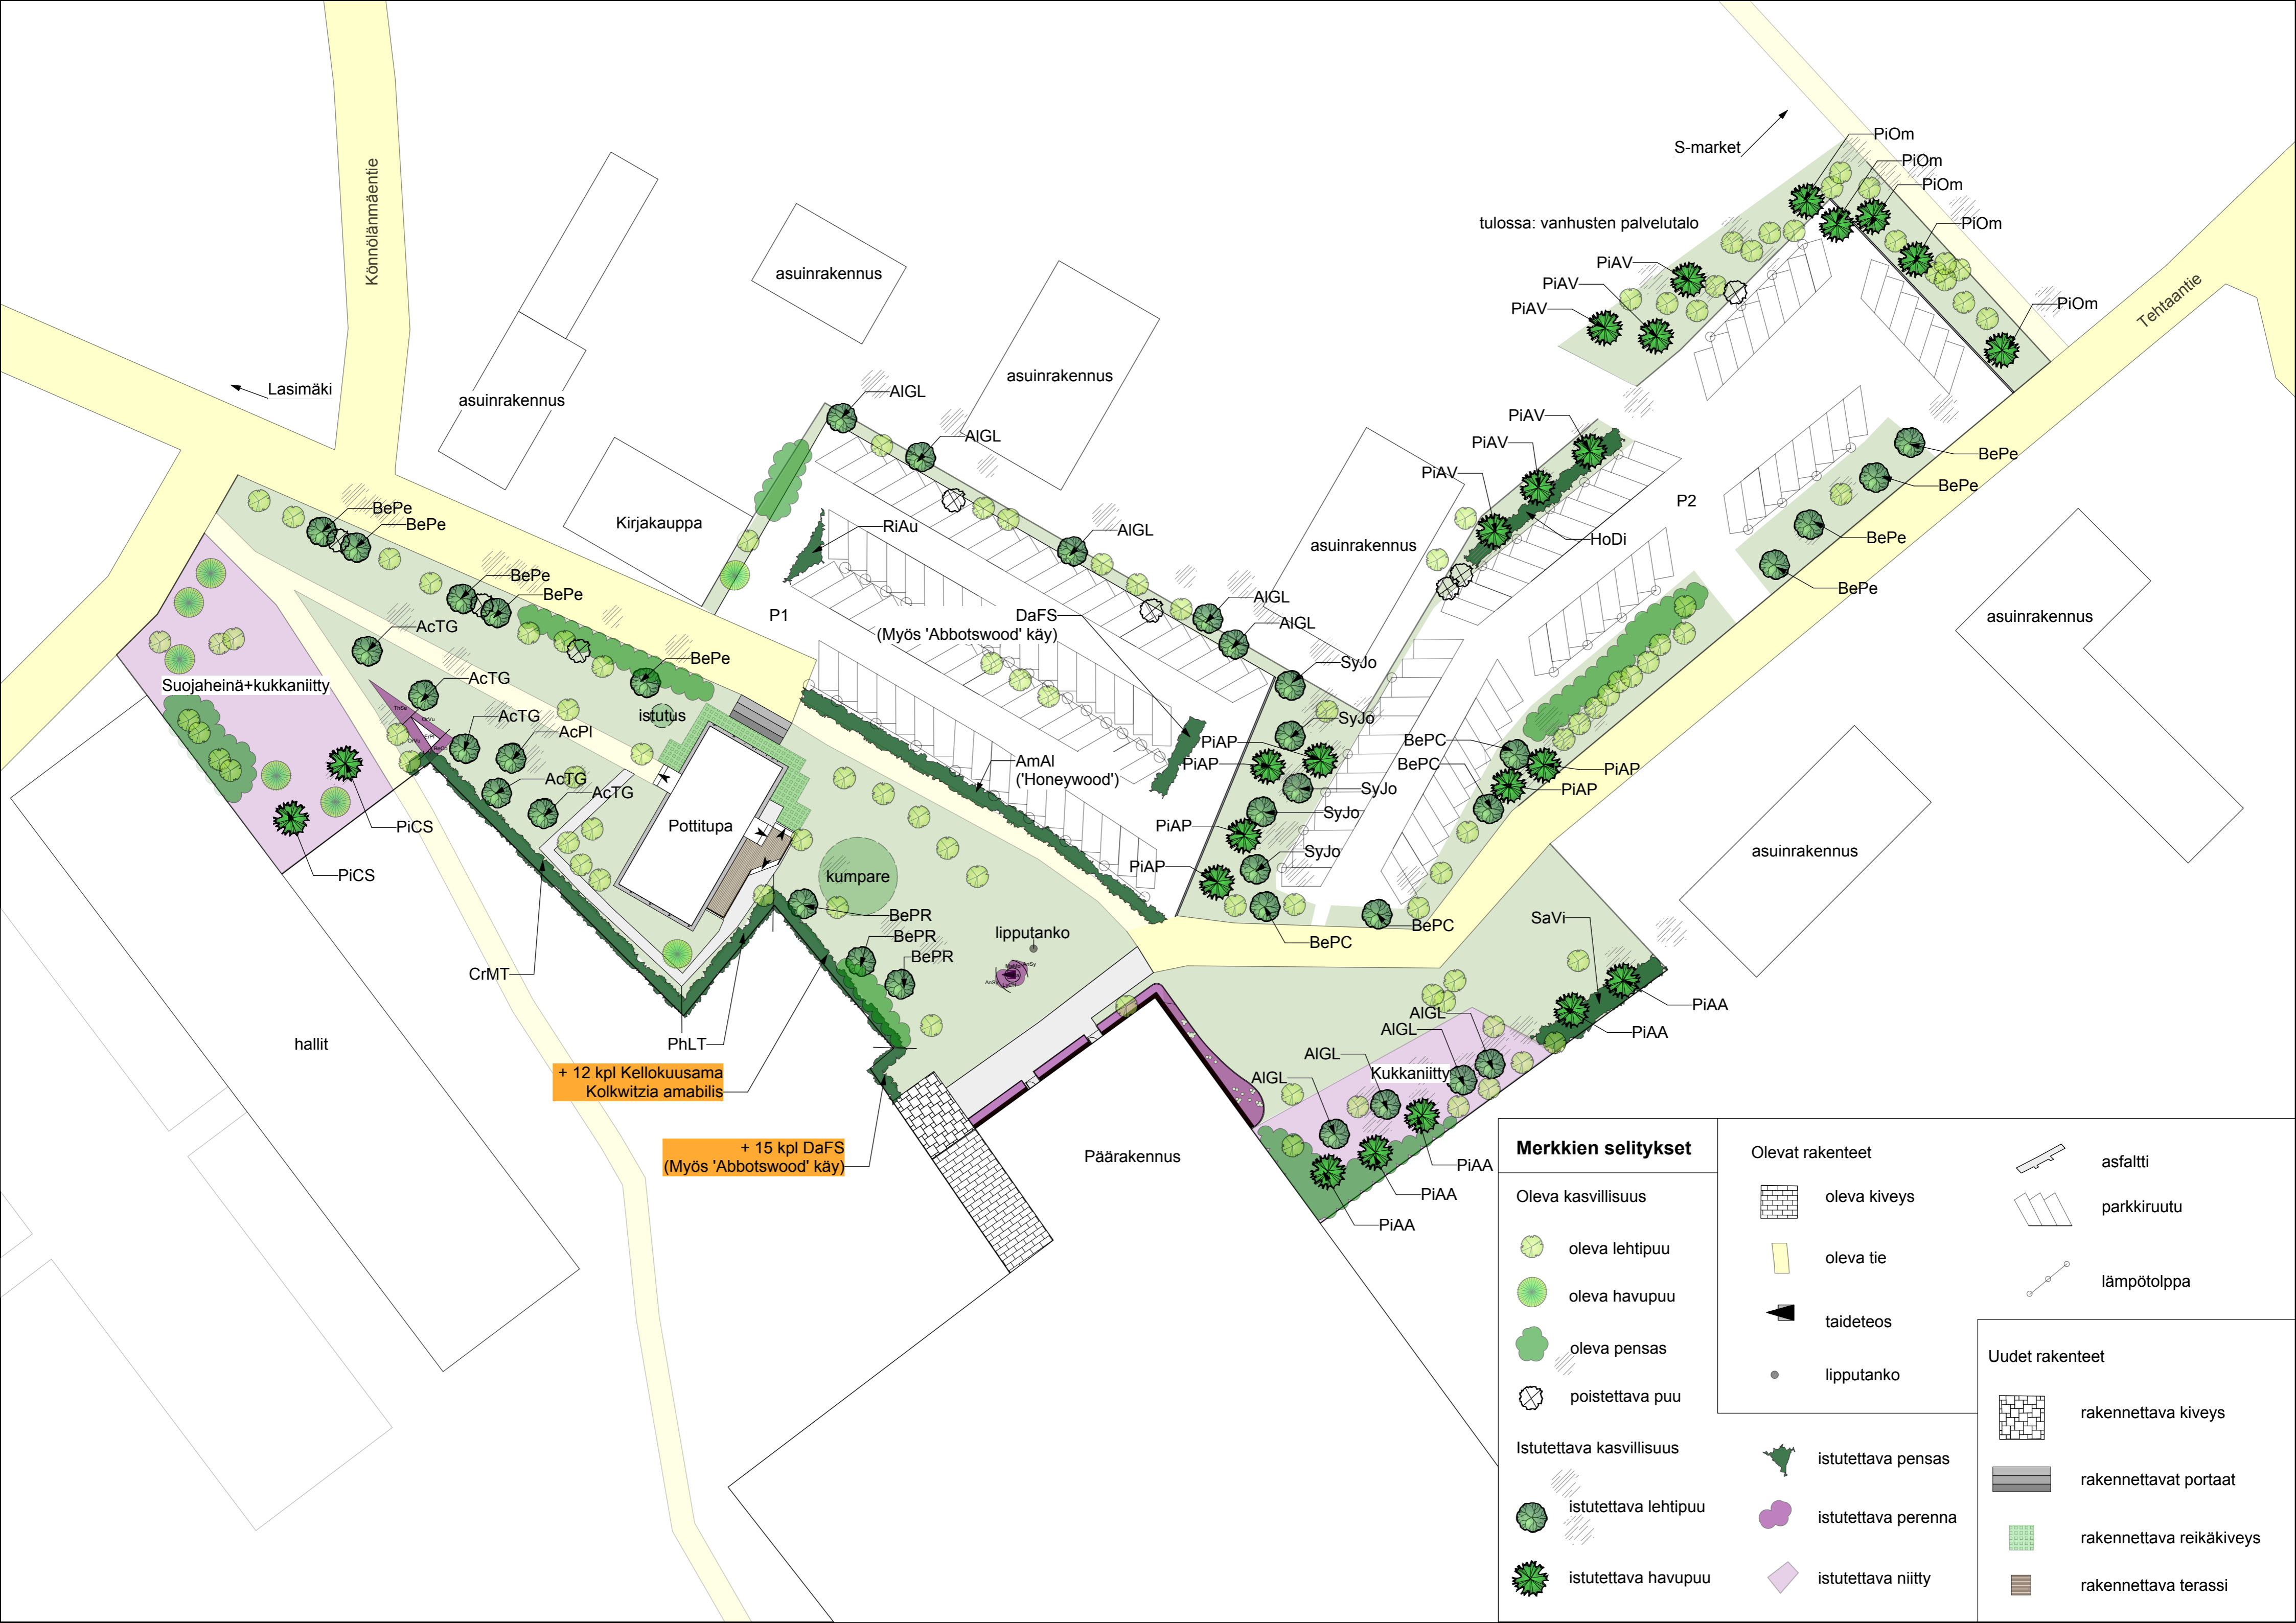 Könnölänmäentie
S-market
PiOm
PiOm
PiOm
PiOm
PiOm
tulossa: vanhusten palvelutalo
PiAV
PiAV
PiAV
Tehtaantie
asuinrakennus
asuinrakennus
Lasimäki
asuinrakennus
AlGL
AlGL
AlGL
AlGL
AlGL
PiAV
PiAV
PiAV
BePe
BePe
BePe
BePe
P2
HoDi
asuinrakennus
asuinrakennus
Kirjakauppa
RiAu
P1
DaFS
(Myös 'Abbotswood' käy)
BePe
BePe
BePe
BePe
BePe
AcTG
AcTG
AcTG
AcPl
AcTG
AcTG
Suojaheinä+kukkaniitty
istutus
Pottitupa
SyJo
SyJo
SyJo
SyJo
SyJo
PiAP
PiAP
PiAP
PiAP
BePC
BePC
PiAP
PiAP
BePC
BePC
AmAl
('Honeywood')
PiCS
PiCS
kumpare
BePR
BePR
BePR
lipputanko
AnSy
AnSy
asuinrakennus
SaVi
PiAA
PiAA
CrMT
PhLT
hallit
+ 12 kpl Kellokuusama
Kolkwitzia amabilis
+ 15 kpl DaFS
(Myös 'Abbotswood' käy)
Päärakennus
AlGL
AlGL
AlGL
AlGL
Kukkaniitty
PiAA
PiAA
PiAA
Merkkien selitykset
Oleva kasvillisuus
oleva lehtipuu
oleva havupuu
oleva pensas
poistettava puu
Istutettava kasvillisuus
istutettava lehtipuu
istutettava havupuu
Olevat rakenteet
oleva kiveys
oleva tie
taideteos
lipputanko
istutettava pensas
istutettava perenna
istutettava niitty
asfaltti
parkkiruutu
lämpötolppa
Uudet rakenteet
rakennettava kiveys
rakennettavat portaat
rakennettava reikäkiveys
rakennettava terassi